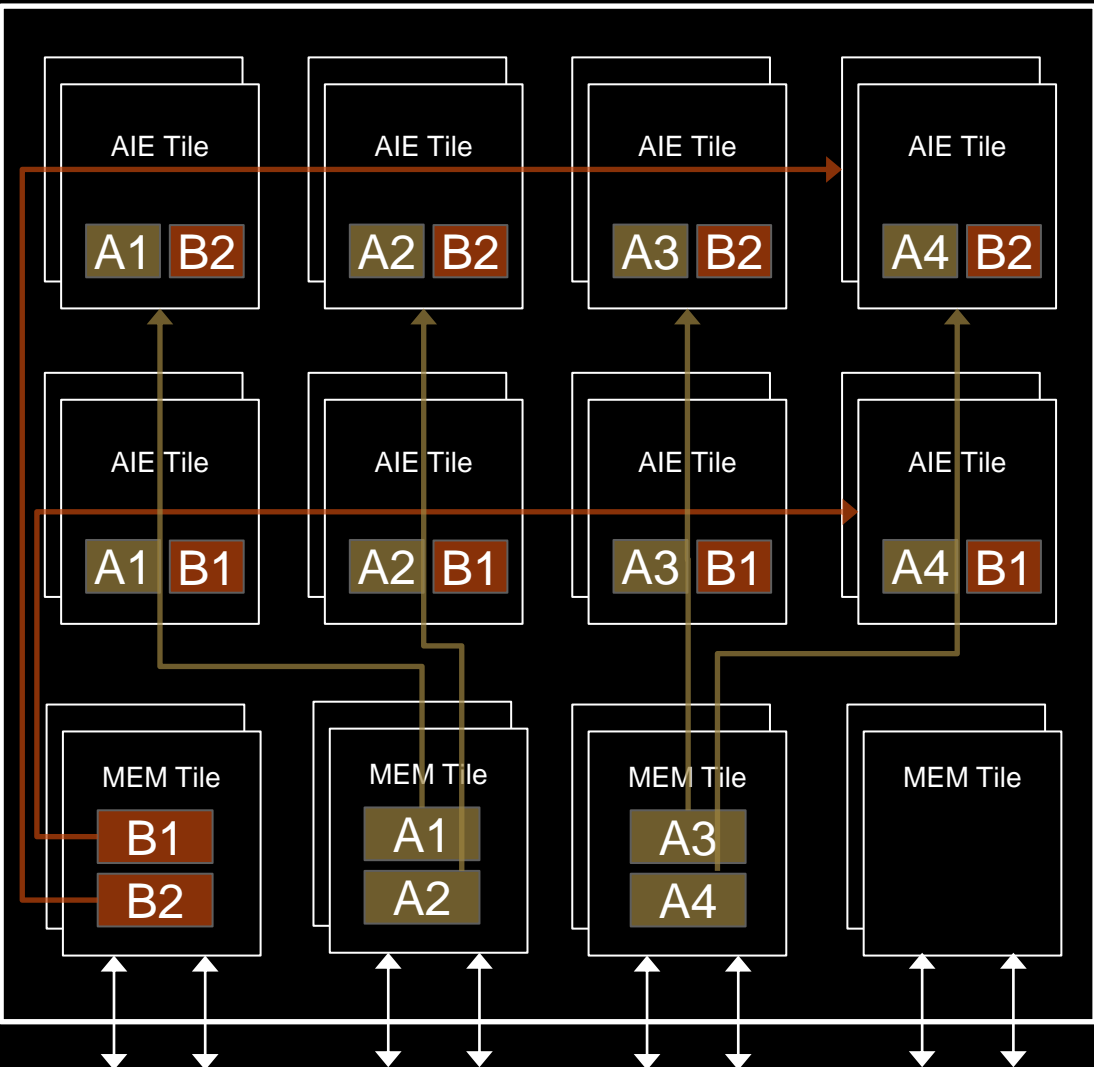 AIE Tile AIE Tile AIE Tile AIE Tile
A1 B2 A2 B2 A3 B2 A4 B2
AIE Tile AIE Tile AIE Tile AIE Tile
A1 B1 A2 B1 A3 B1 A4 B1
MEM Tile MEM Tile MEM Tile MEM Tile
B1 A1 A3
B2 A2 A4